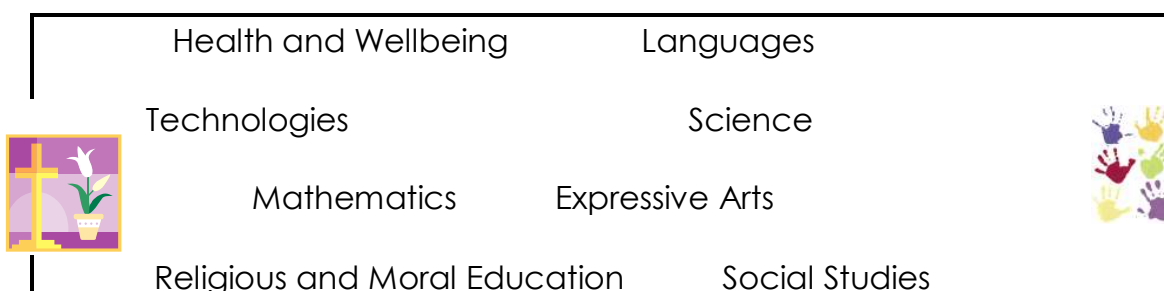 Health and Wellbeing Languages
Technologies Science
Mathematics Expressive Arts
Religious and Moral Education Social Studies